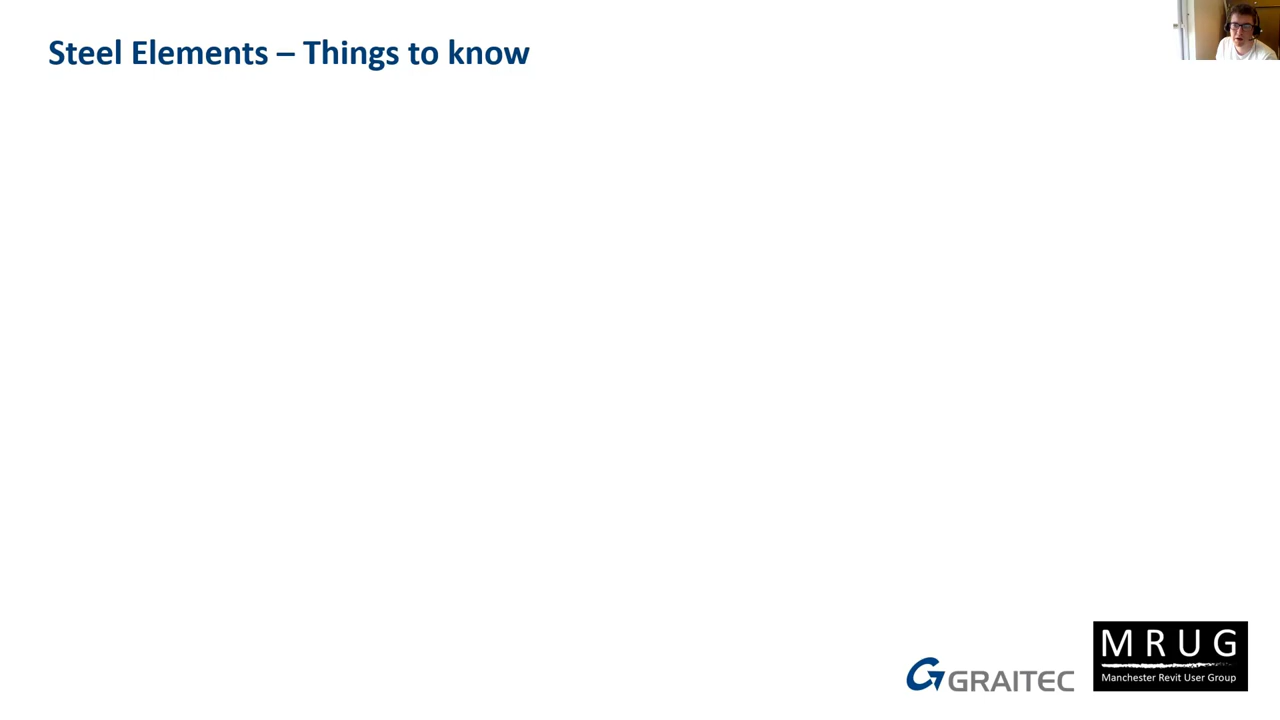 Steel Elements – Things to know
GRAITEC
MRUG
Manchester Revit User Group